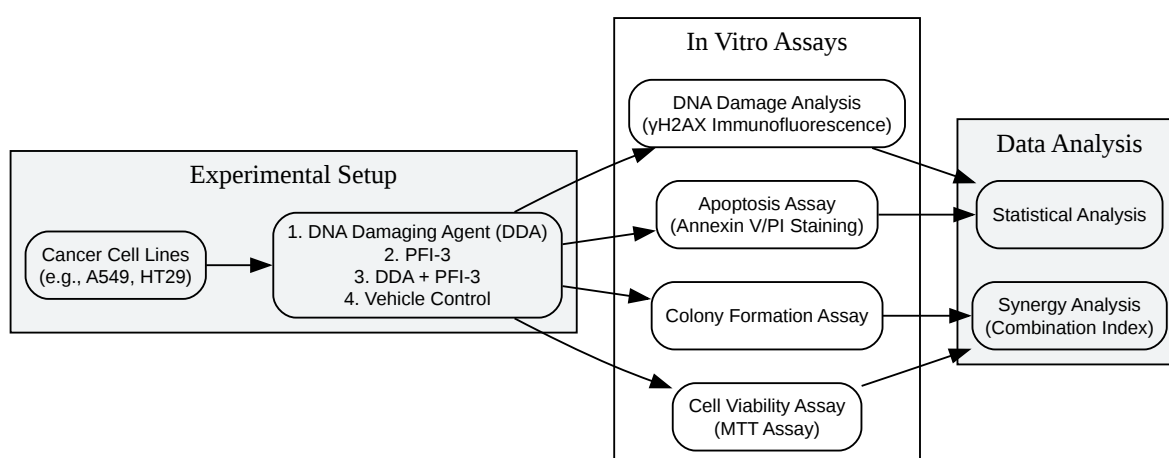 Experimental Setup
Cancer Cell Lines
(e.g., A549, HT29)
1. DNA Damaging Agent (DDA)
2. PFI-3
3. DDA + PFI-3
4. Vehicle Control
In Vitro Assays
DNA Damage Analysis
(γH2AX Immunofluorescence)
Apoptosis Assay
(Annexin V/PI Staining)
Colony Formation Assay
Cell Viability Assay
(MTT Assay)
Data Analysis
Statistical Analysis
Synergy Analysis
(Combination Index)